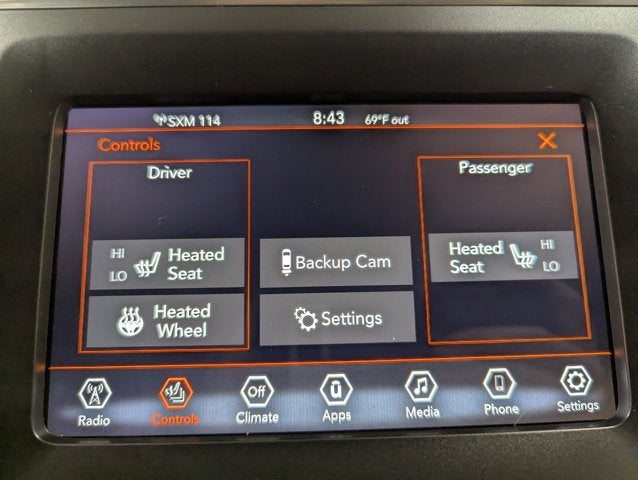 SXM 114 8:43 69°F out
Controls X
Driver Passenger
HI Heated Seat LO
Backup Cam
Heated Seat HI LO
Heated Wheel
Settings
Radio Controls Off Climate Apps Media Phone Settings